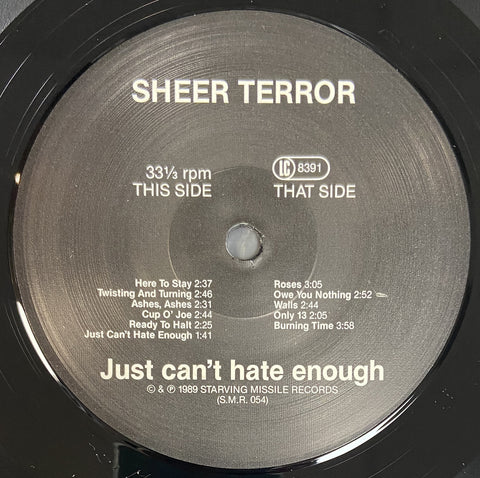 SHEER TERROR
33⅓ rpm
THIS SIDE
LC 8391
THAT SIDE
Here To Stay 2:37
Twisting And Turning 2:46
Ashes, Ashes 2:31
Cup O' Joe 2:44
Ready To Halt 2:25
Just Can't Hate Enough 1:41
Roses 3:05
Owe You Nothing 2:52
Walls 2:44
Only 13 2:05
Burning Time 3:58
Just can't hate enough
© & ℗ 1989 STARVING MISSILE RECORDS
(S.M.R. 054)